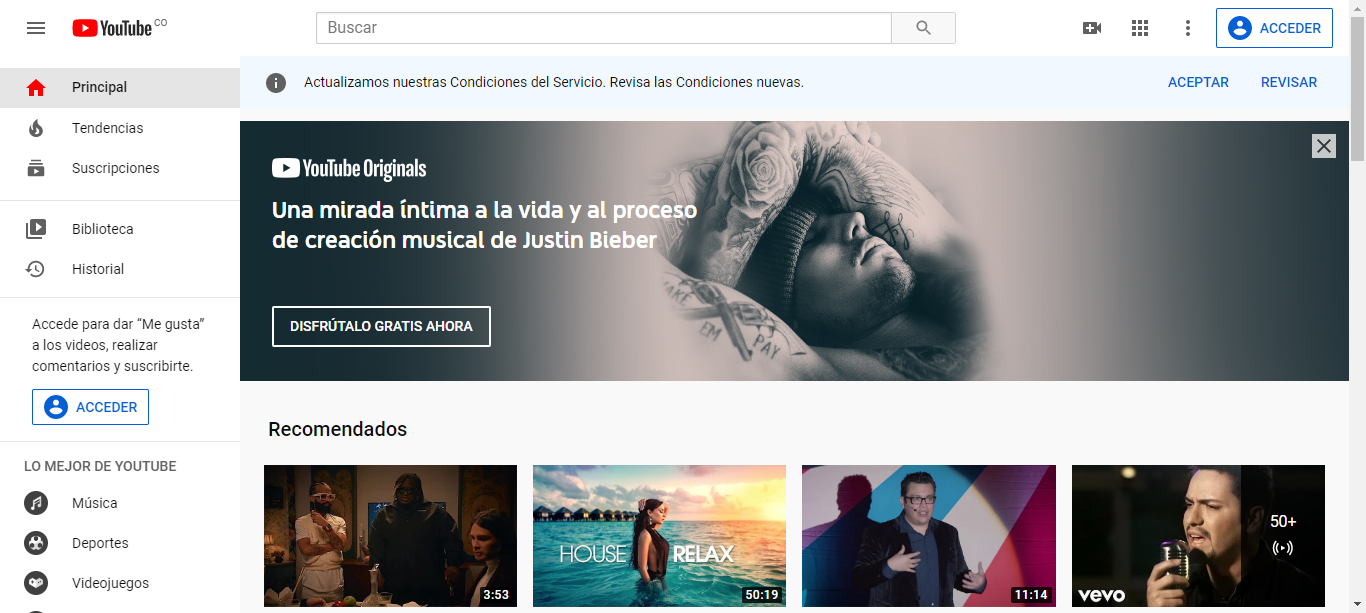 YouTube CO
Buscar
ACCEDER
Principal
Tendencias
Suscripciones
Biblioteca
Historial
Accede para dar “Me gusta”
a los videos, realizar
comentarios y suscribirte.
ACCEDER
LO MEJOR DE YOUTUBE
Música
Deportes
Videojuegos
Actualizamos nuestras Condiciones del Servicio. Revisa las Condiciones nuevas.
ACEPTAR
REVISAR
YouTube Originals
Una mirada íntima a la vida y al proceso
de creación musical de Justin Bieber
DISFRÚTALO GRATIS AHORA
EM
PAY
Recomendados
3:53
HOUSE RELAX
50:19
11:14
50+
vevo